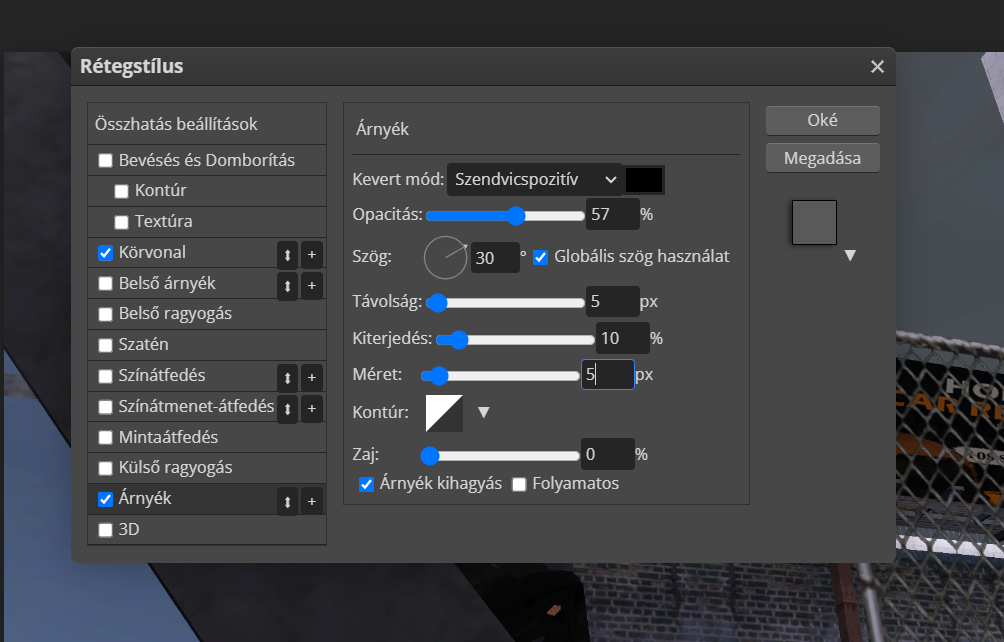 Rétegstílus
Összhatás beállítások
Bevésés és Domborítás
Kontúr
Textúra
Körvonal
Belső árnyék
Belső ragyogás
Szatén
Színátfedés
Színátmenet-átfedés
Mintaátfedés
Külső ragyogás
Árnyék
3D
Árnyék
Kevert mód: Szendvicspozitív
Opacitás: 57 %
Szög: 30 ° Globális szög használat
Távolság: 5 px
Kiterjedés: 10 %
Méret: 5 px
Kontúr:
Zaj: 0 %
Árnyék kihagyás Folyamatos
Oké
Megadása